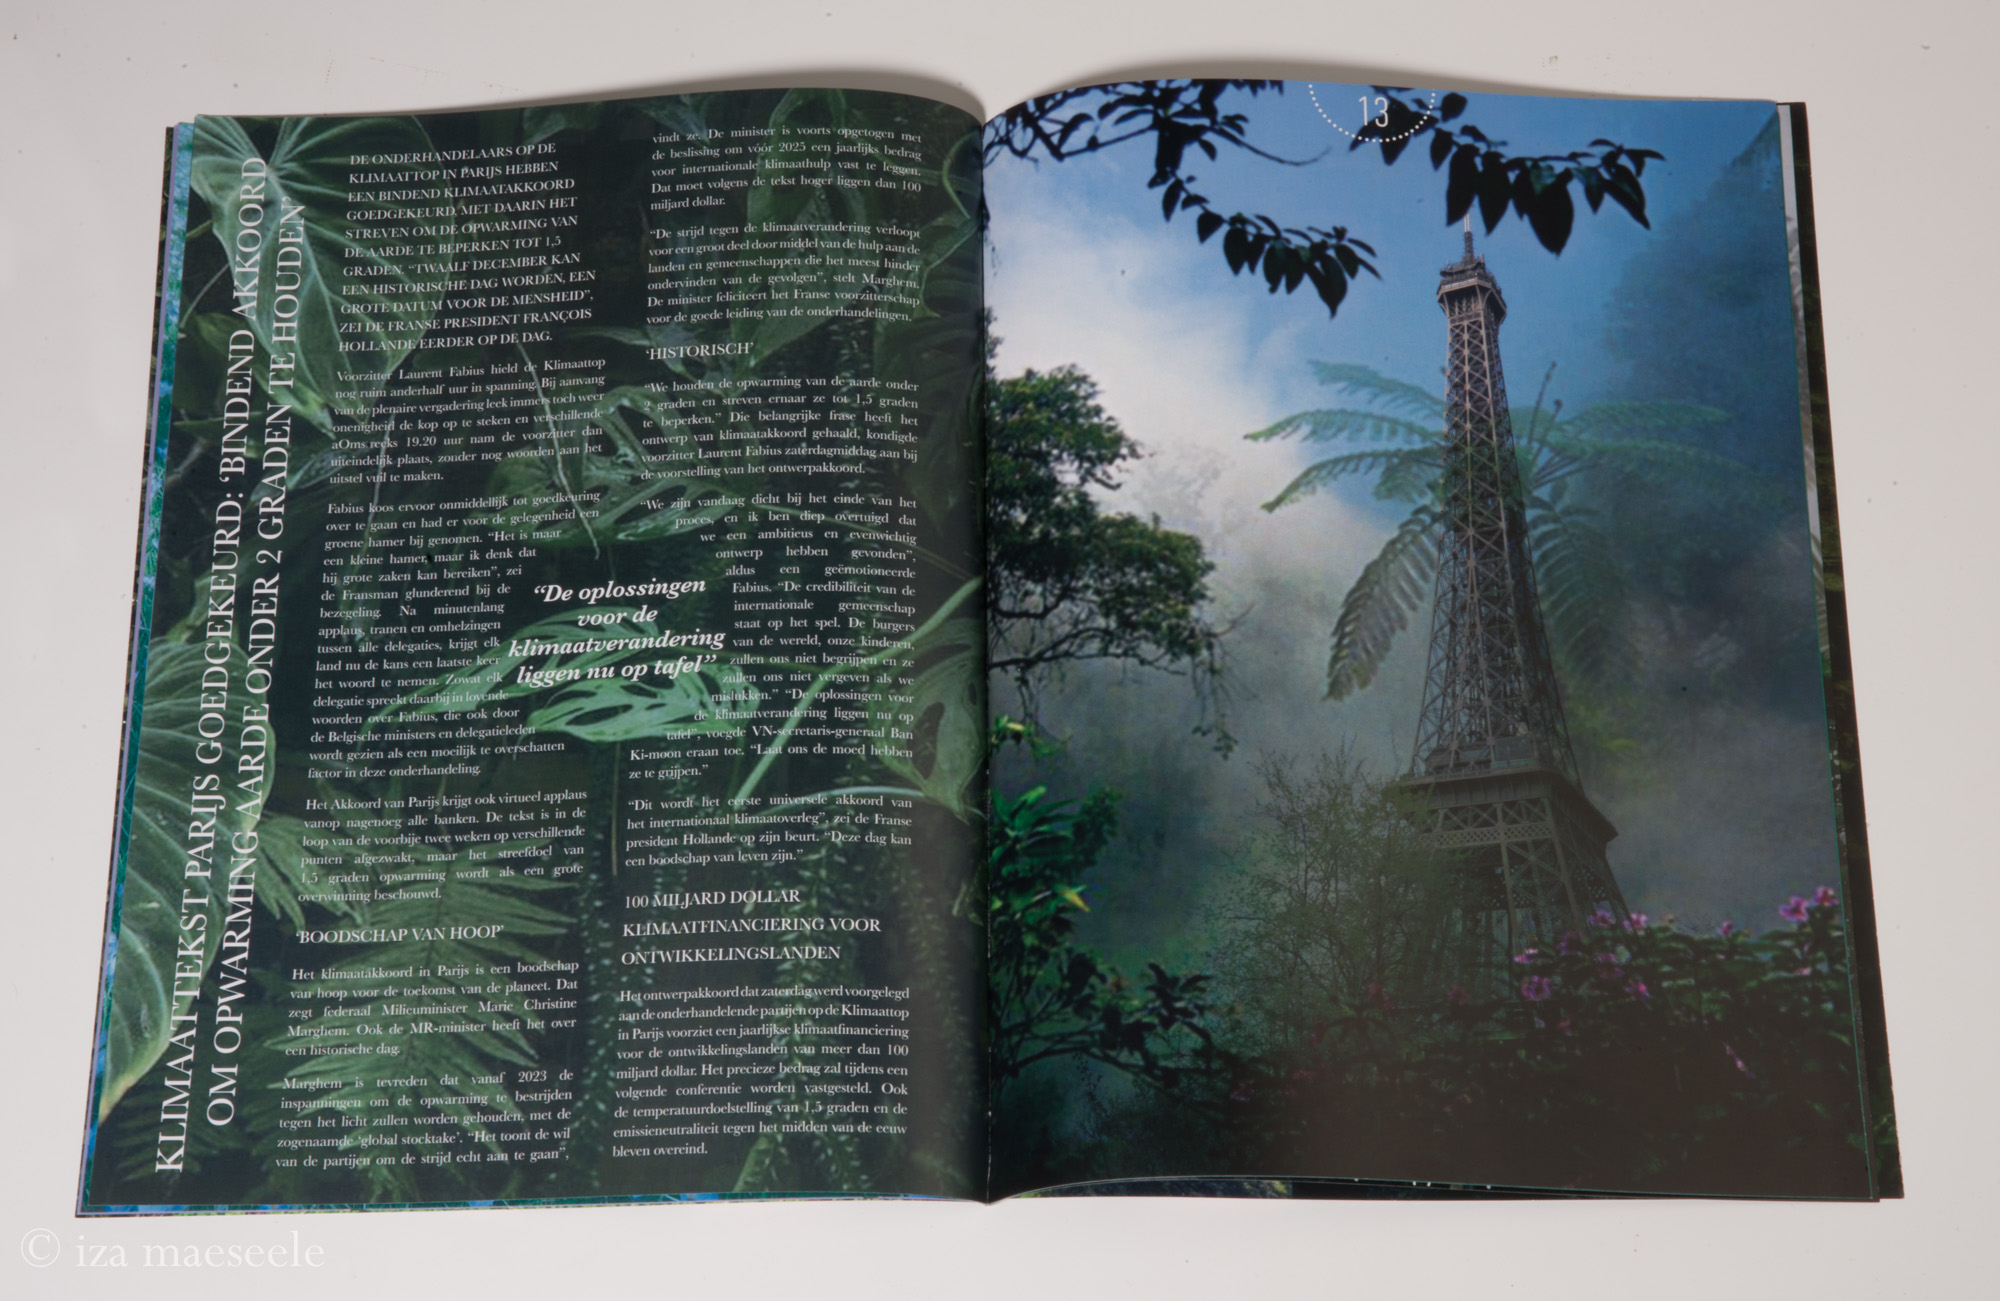 KLIMAATTEKST PARIJS GOEDGEKEURD: ‘BINDEND AKKOORD
OM OPWARMING AARDE ONDER 2 GRADEN TE HOUDEN’
DE ONDERHANDELAARS OP DE
KLIMAATTOP IN PARIJS HEBBEN
EEN BINDEND KLIMAATAKKOORD
GOEDGEKEURD, MET DAARIN HET
STREVEN OM DE OPWARMING VAN
DE AARDE TE BEPERKEN TOT 1,5
GRADEN. “TWAALF DECEMBER KAN
EEN HISTORISCHE DAG WORDEN, EEN
GROTE DATUM VOOR DE MENSHEID”,
ZEI DE FRANSE PRESIDENT FRANÇOIS
HOLLANDE EERDER OP DE DAG.
Voorzitter Laurent Fabius hield de Klimaattop
nog ruim anderhalf uur in spanning. Bij aanvang
van de plenaire vergadering leek immers toch weer
onenigheid de kop op te steken en verschillende
aOms reeks 19.20 uur nam de voorzitter dan
uiteindelijk plaats, zonder nog woorden aan het
uitstel vuil te maken.
Fabius koos ervoor onmiddellijk tot goedkeuring
over te gaan en had er voor de gelegenheid een
groene hamer bij genomen. “Het is maar
een kleine hamer, maar ik denk dat
hij grote zaken kan bereiken”, zei
de Fransman glunderend bij de
bezegeling. Na minutenlang
applaus, tranen en omhelzingen
tussen alle delegaties, krijgt elk
land nu de kans een laatste keer
het woord te nemen. Zowat elk
delegatie spreekt daarbij in lovende
woorden over Fabius, die ook door
de Belgische ministers en delegatieleden
wordt gezien als een moeilijk te overschatten
factor in deze onderhandeling.
Het Akkoord van Parijs krijgt ook virtueel applaus
vanop nagenoeg alle banken. De tekst is in de
loop van de voorbije twee weken op verschillende
punten afgezwakt, maar het streefdoel van
1,5 graden opwarming wordt als een grote
overwinning beschouwd.
‘BOODSCHAP VAN HOOP’
Het klimaatakkoord in Parijs is een boodschap
van hoop voor de toekomst van de planeet. Dat
zegt federaal Milieuminister Marie Christine
Marghem. Ook de MR-minister heeft het over
een historische dag.
Marghem is tevreden dat vanaf 2023 de
inspanningen om de opwarming te bestrijden
tegen het licht zullen worden gehouden, met de
zogenaamde ‘global stocktake’. “Het toont de wil
van de partijen om de strijd echt aan te gaan”,
“De oplossingen
voor de
klimaatverandering
liggen nu op tafel”
vindt ze. De minister is voorts opgetogen met
de beslissing om vóór 2025 een jaarlijks bedrag
voor internationale klimaathulp vast te leggen.
Dat moet volgens de tekst hoger liggen dan 100
miljard dollar.
“De strijd tegen de klimaatverandering verloopt
voor een groot deel door middel van de hulp aan de
landen en gemeenschappen die het meest hinder
ondervinden van de gevolgen”, stelt Marghem.
De minister feliciteert het Franse voorzitterschap
voor de goede leiding van de onderhandelingen.
‘HISTORISCH’
“We houden de opwarming van de aarde onder
2 graden en streven ernaar ze tot 1,5 graden
te beperken.” Die belangrijke frase heeft het
ontwerp van klimaatakkoord gehaald, kondigde
voorzitter Laurent Fabius zaterdagmiddag aan bij
de voorstelling van het ontwerpakkoord.
“We zijn vandaag dicht bij het einde van het
proces, en ik ben diep overtuigd dat
we een ambitieus en evenwichtig
ontwerp hebben gevonden”,
aldus een geëmotioneerde
Fabius. “De credibiliteit van de
internationale gemeenschap
staat op het spel. De burgers
van de wereld, onze kinderen,
zullen ons niet begrijpen en ze
zullen ons niet vergeven als we
mislukken.” “De oplossingen voor
de klimaatverandering liggen nu op
tafel”, voegde VN-secretaris-generaal Ban
Ki-moon eraan toe. “Laat ons de moed hebben
ze te grijpen.”
“Dit wordt het eerste universele akkoord van
het internationaal klimaatoverleg”, zei de Franse
president Hollande op zijn beurt. “Deze dag kan
een boodschap van leven zijn.”
100 MILJARD DOLLAR
KLIMAATFINANCIERING VOOR
ONTWIKKELINGSLANDEN
Het ontwerpakkoord dat zaterdag werd voorgelegd
aan de onderhandelende partijen op de Klimaattop
in Parijs voorziet een jaarlijkse klimaatfinanciering
voor de ontwikkelingslanden van meer dan 100
miljard dollar. Het precieze bedrag zal tijdens een
volgende conferentie worden vastgesteld. Ook
de temperatuurdoelstelling van 1,5 graden en de
emissieneutraliteit tegen het midden van de eeuw
bleven overeind.
13
© iza maeseele